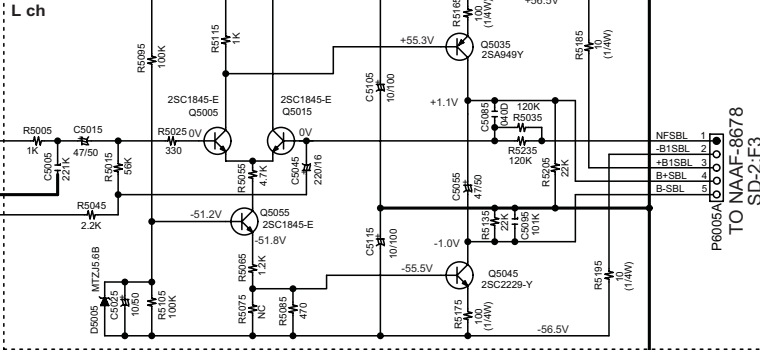 L ch
R5115
1K
R5095
100K
R5165
100
(1/4W)
+56.5V
+55.3V
Q5035
2SA949Y
R5185
10
(1/4W)
2SC1845-E
Q5005
2SC1845-E
Q5015
C5105
10/100
+1.1V
C5085
040D
120K
R5035
R5235
120K
R5005
1K
C5015
47/50
R5025
330
0V
0V
C5005
221K
R5015
56K
R5055
4.7K
C5045
220/16
R5205
22K
C5055
47/50
NFSBL 1
-B1SBL 2
+B1SBL 3
B+SBL 4
B-SBL 5
P6005A
TO NAAF-8678
SD-2:F3
R5045
2.2K
-51.2V
Q5055
2SC1845-E
-51.8V
C5115
10/100
R5135
22K
C5095
101K
-1.0V
MTZJ5.6B
D5005
C5025
10/50
R5105
100K
R5065
1.2K
R5075
NC
R5085
470
-55.5V
Q5045
2SC2229-Y
R5175
100
(1/4W)
R5195
10
(1/4W)
-56.5V